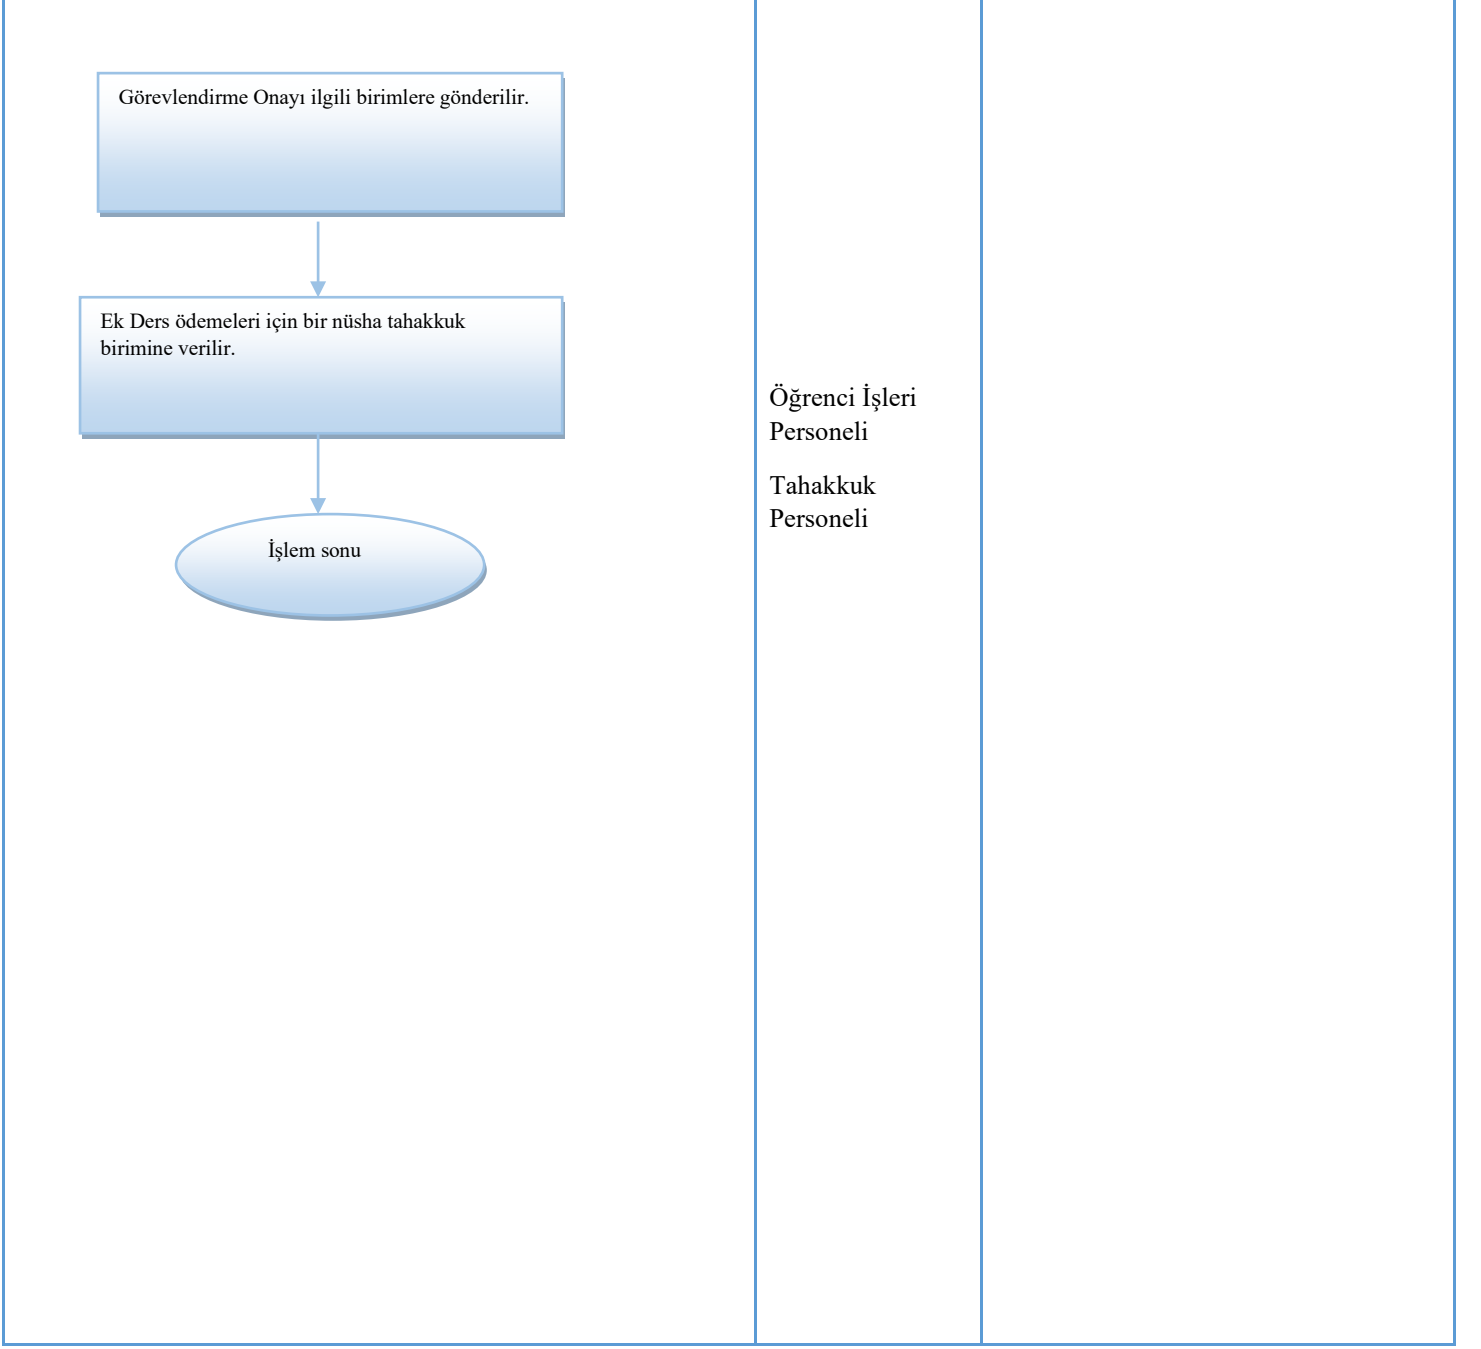 Görevlendirme Onayı ilgili birimlere gönderilir.
Ek Ders ödemeleri için bir nüsha tahakkuk
birimine verilir.
İşlem sonu
Öğrenci İşleri
Personeli
Tahakkuk
Personeli